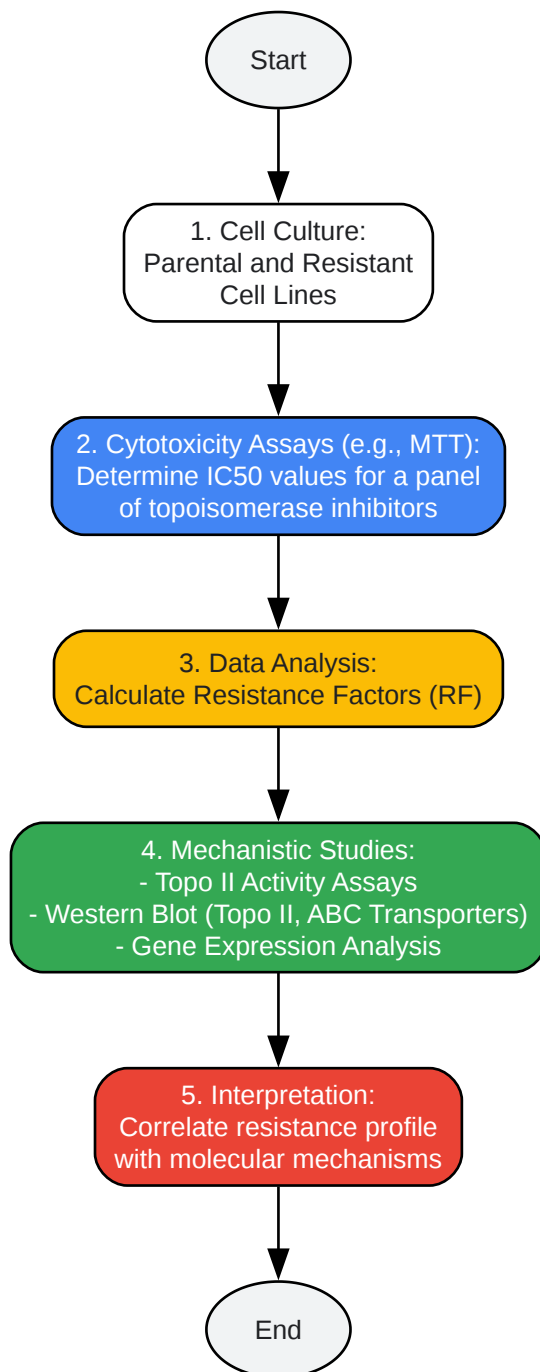 Start
1. Cell Culture:
Parental and Resistant
Cell Lines
2. Cytotoxicity Assays (e.g., MTT):
Determine IC50 values for a panel
of topoisomerase inhibitors
3. Data Analysis:
Calculate Resistance Factors (RF)
4. Mechanistic Studies:
- Topo II Activity Assays
- Western Blot (Topo II, ABC Transporters)
- Gene Expression Analysis
5. Interpretation:
Correlate resistance profile
with molecular mechanisms
End